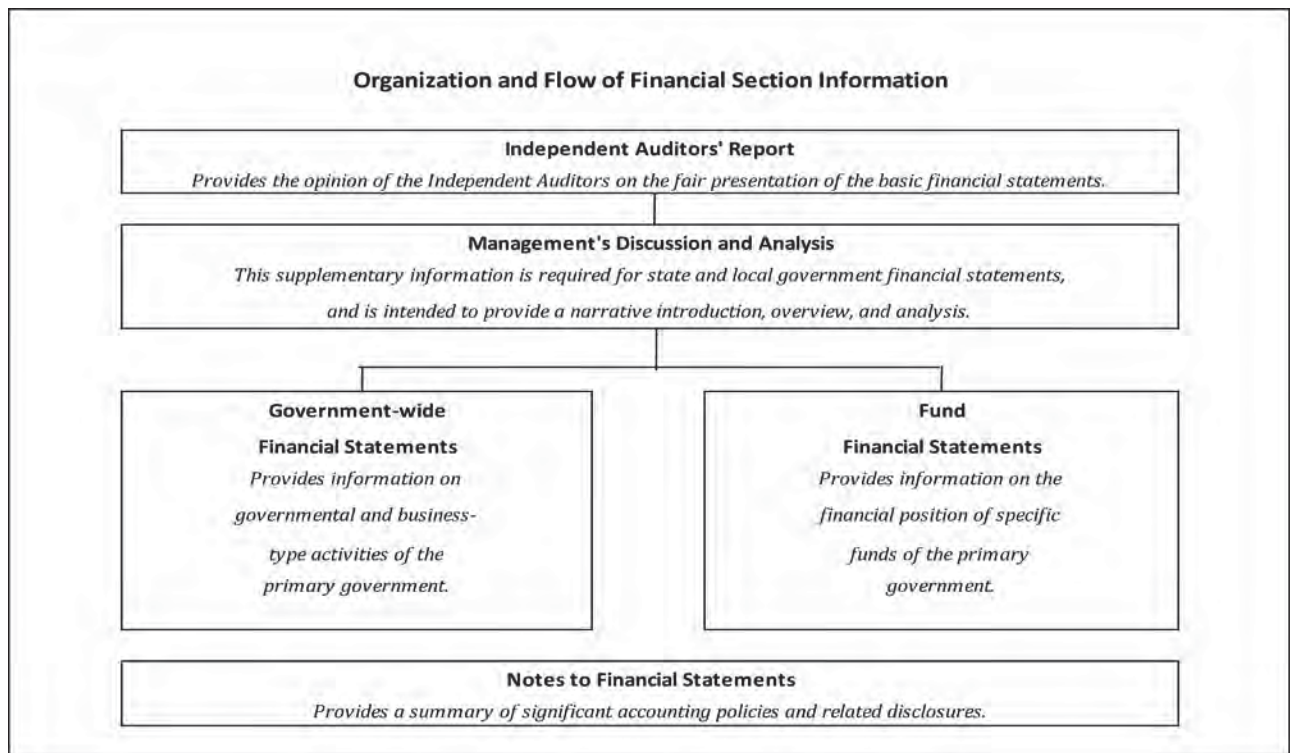 Organization and Flow of Financial Section Information
Independent Auditors' Report
Provides the opinion of the Independent Auditors on the fair presentation of the basic financial statements.
Management's Discussion and Analysis
This supplementary information is required for state and local government financial statements,
and is intended to provide a narrative introduction, overview, and analysis.
Government-wide
Financial Statements
Provides information on
governmental and business-
type activities of the
primary government.
Fund
Financial Statements
Provides information on the
financial position of specific
funds of the primary
government.
Notes to Financial Statements
Provides a summary of significant accounting policies and related disclosures.